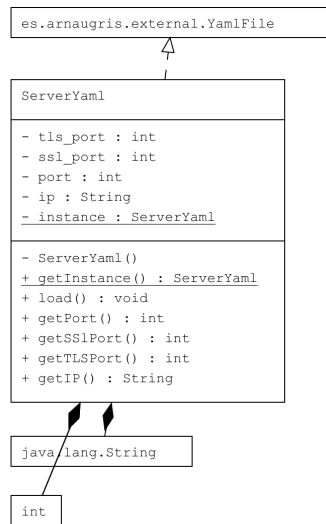 es.arnaugris.external.YamlFile
ServerYaml
- tls_port : int
- ssl_port : int
- port : int
- ip : String
- instance : ServerYaml
- ServerYaml()
+ getInstance() : ServerYaml
+ load() : void
+ getPort() : int
+ getSSlPort() : int
+ getTLSPort() : int
+ getIP() : String
java.lang.String
int